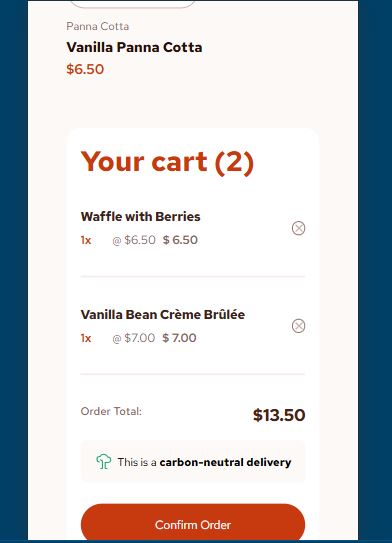 Panna Cotta
Vanilla Panna Cotta
$6.50
Your cart (2)
Waffle with Berries
1x @ $6.50 $ 6.50
Vanilla Bean Crème Brûlée
1x @ $7.00 $ 7.00
Order Total: $13.50
This is a carbon-neutral delivery
Confirm Order